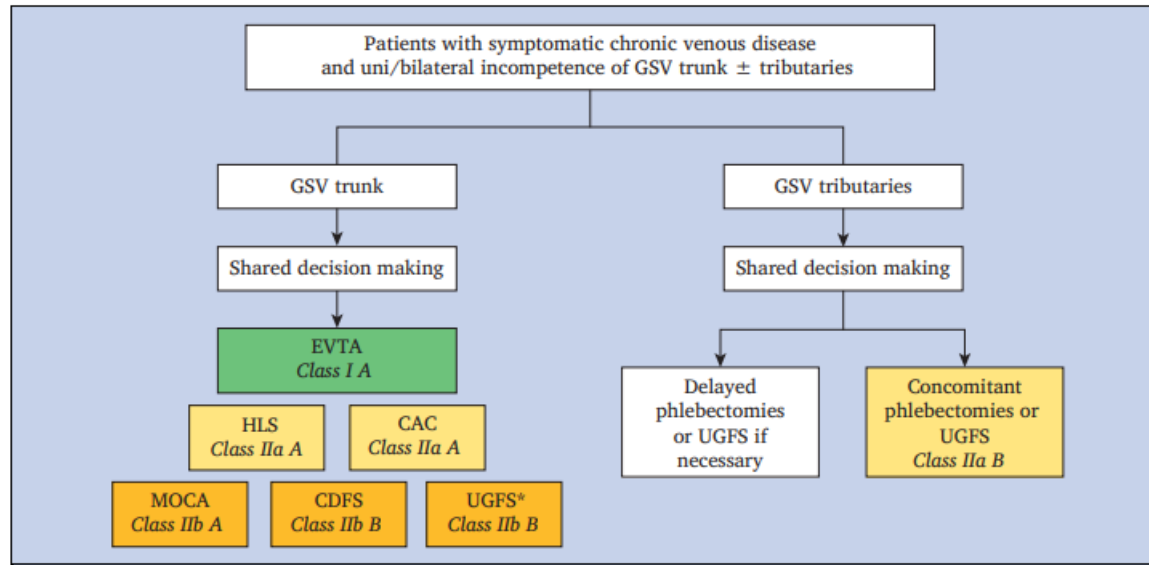 Patients with symptomatic chronic venous disease
and uni/bilateral incompetence of GSV trunk ± tributaries
GSV trunk
GSV tributaries
Shared decision making
Shared decision making
EVTA
Class I A
HLS
Class IIa A
CAC
Class IIa A
MOCA
Class IIb A
CDFS
Class IIb B
UGFS*
Class IIb B
Delayed
phlebectomies
or UGFS if
necessary
Concomitant
phlebectomies or
UGFS
Class IIa B